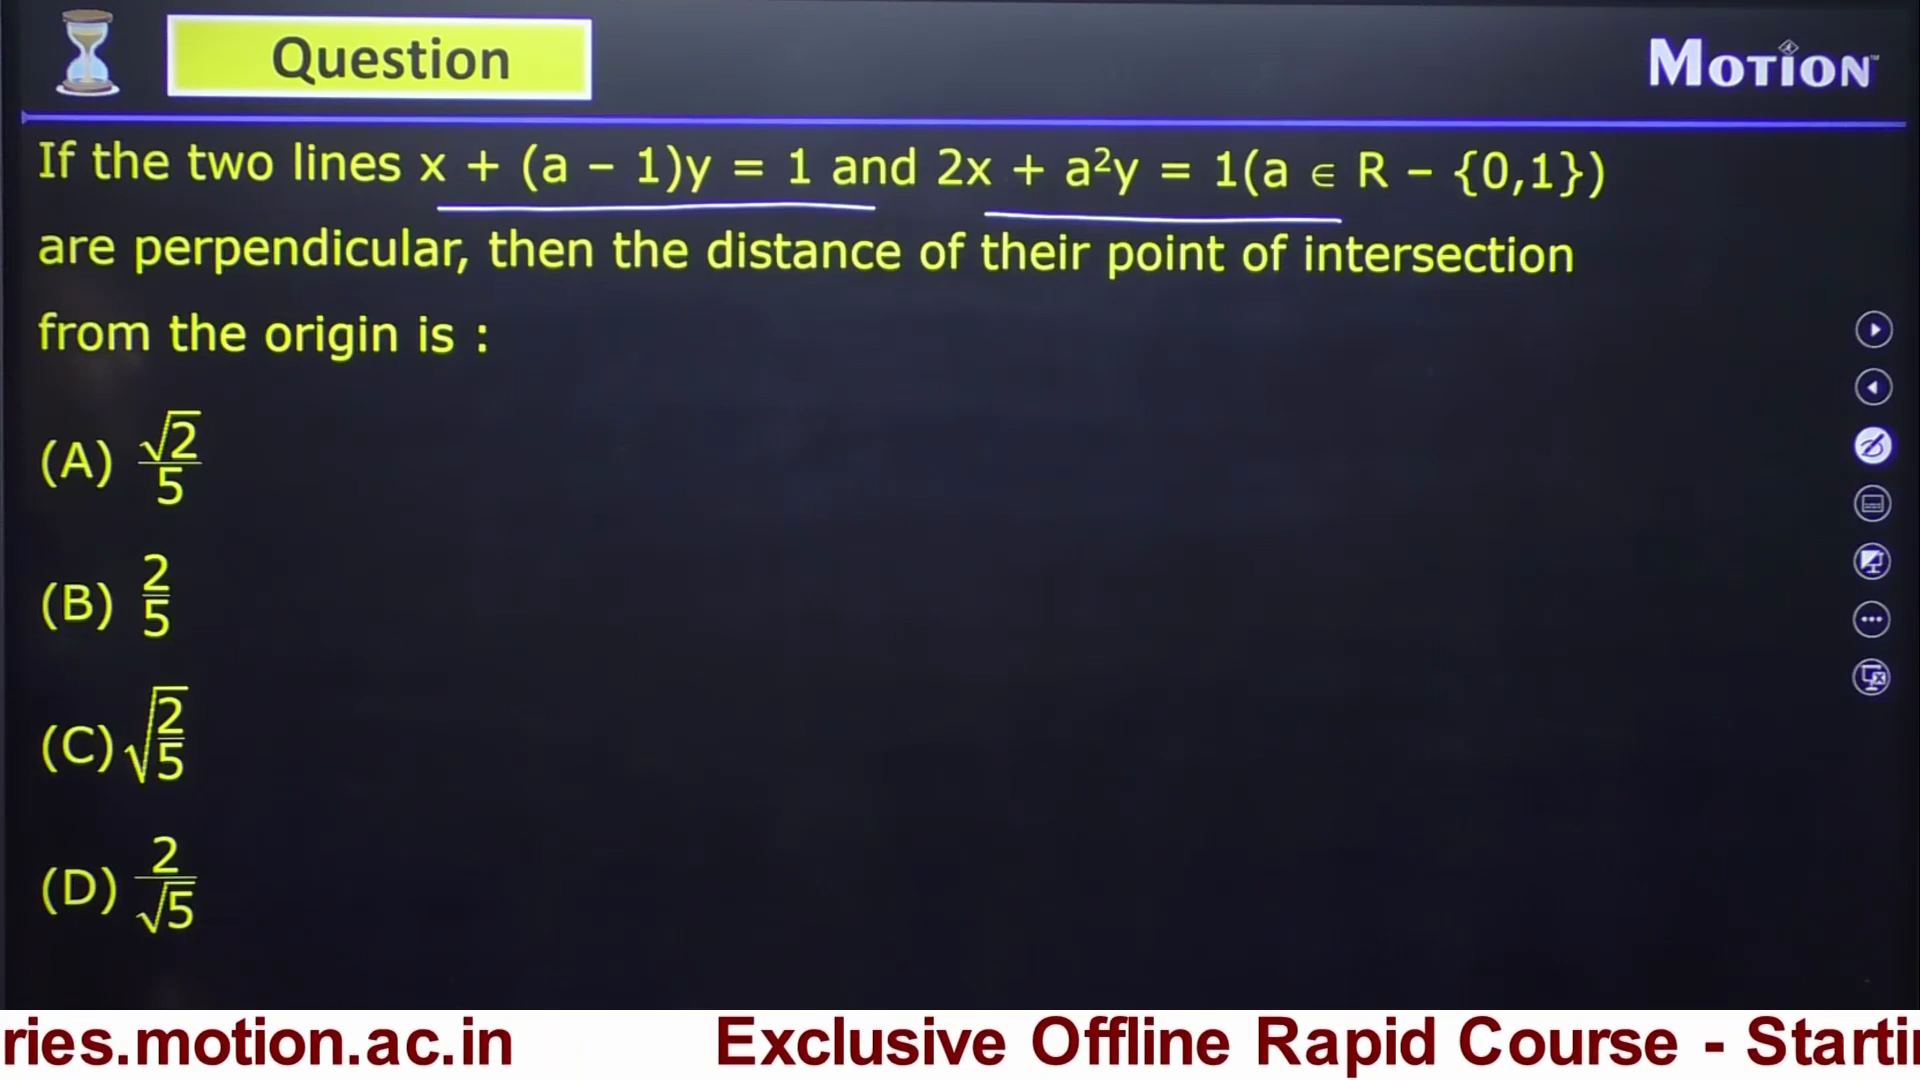 Question
MOTION
If the two lines x + (a − 1)y = 1 and 2x + a²y = 1(a ∈ R − {0,1})
are perpendicular, then the distance of their point of intersection
from the origin is :
(A) √2/5
(B) 2/5
(C) √(2/5)
(D) 2/√5
ries.motion.ac.in Exclusive Offline Rapid Course - Starti